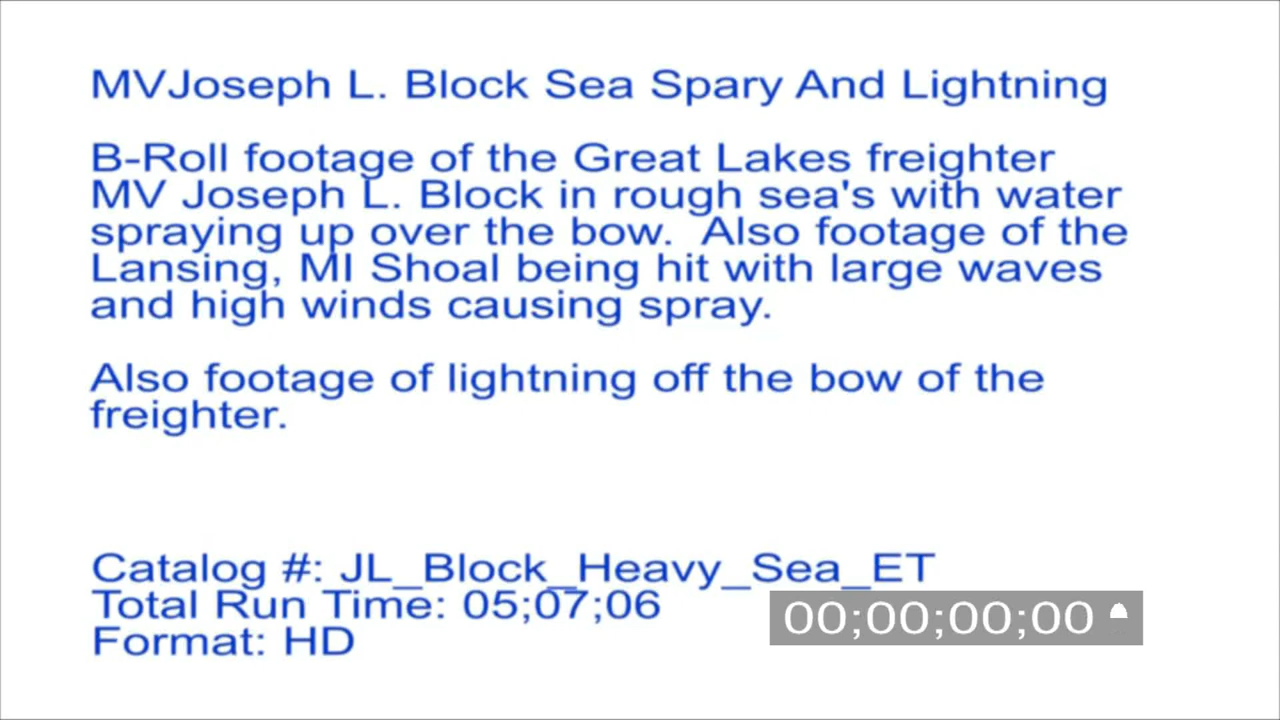 MVJoseph L. Block Sea Spary And Lightning
B-Roll footage of the Great Lakes freighter
MV Joseph L. Block in rough sea's with water
spraying up over the bow.  Also footage of the
Lansing, MI Shoal being hit with large waves
and high winds causing spray.
Also footage of lightning off the bow of the
freighter.
Catalog #: JL_Block_Heavy_Sea_ET
Total Run Time: 05;07;06
Format: HD
00;00;00;00